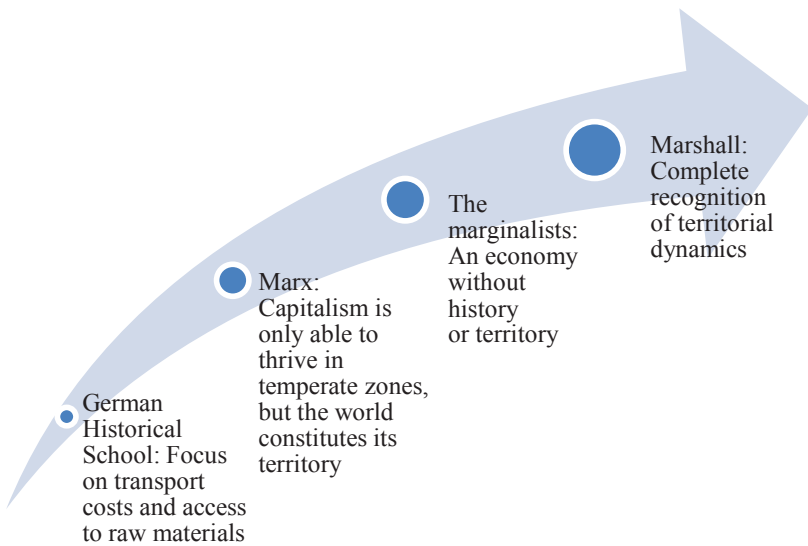 German
Historical
School: Focus
on transport
costs and access
to raw materials
Marx:
Capitalism is
only able to
thrive in
temperate zones,
but the world
constitutes its
territory
The
marginalists:
An economy
without
history
or territory
Marshall:
Complete
recognition
of territorial
dynamics